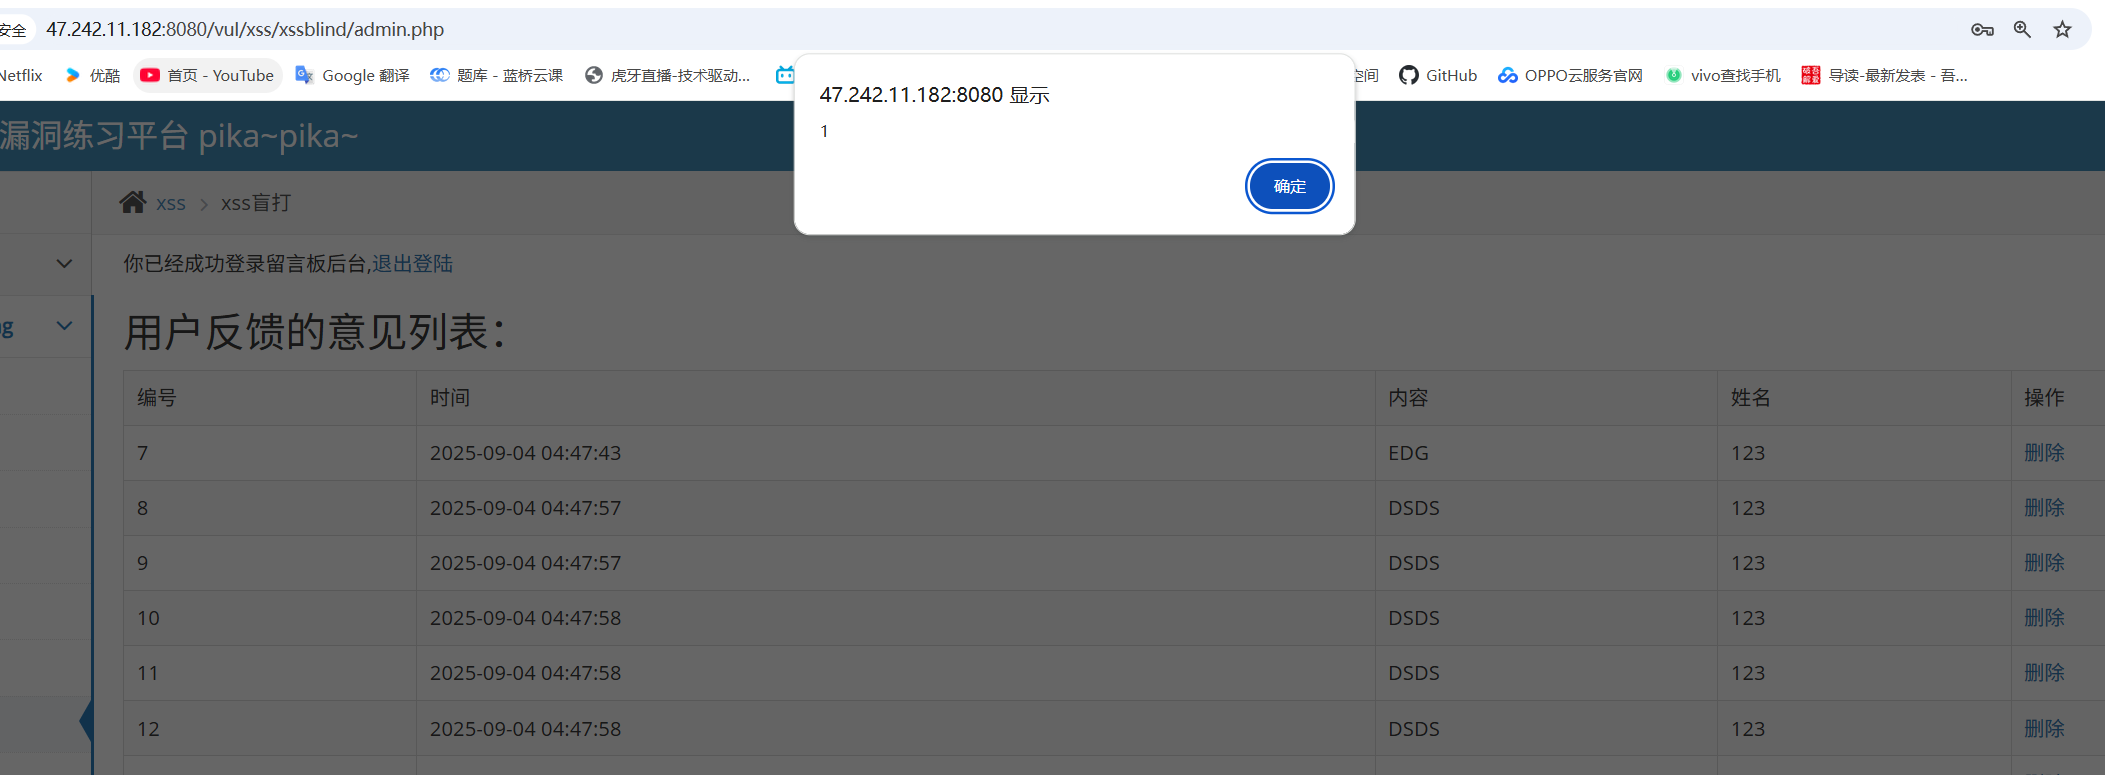 安全 47.242.11.182:8080/vul/xss/xssblind/admin.php
Netflix 优酷 首页 - YouTube Google 翻译 题库 - 蓝桥云课 虎牙直播-技术驱动... 空间 GitHub OPPO云服务官网 vivo查找手机 导读-最新发表 - 吾...
47.242.11.182:8080 显示
1
确定
漏洞练习平台 pika~pika~
xss xss盲打
你已经成功登录留言板后台,退出登陆
g
用户反馈的意见列表：
编号 时间 内容 姓名 操作
7 2025-09-04 04:47:43 EDG 123 删除
8 2025-09-04 04:47:57 DSDS 123 删除
9 2025-09-04 04:47:57 DSDS 123 删除
10 2025-09-04 04:47:58 DSDS 123 删除
11 2025-09-04 04:47:58 DSDS 123 删除
12 2025-09-04 04:47:58 DSDS 123 删除